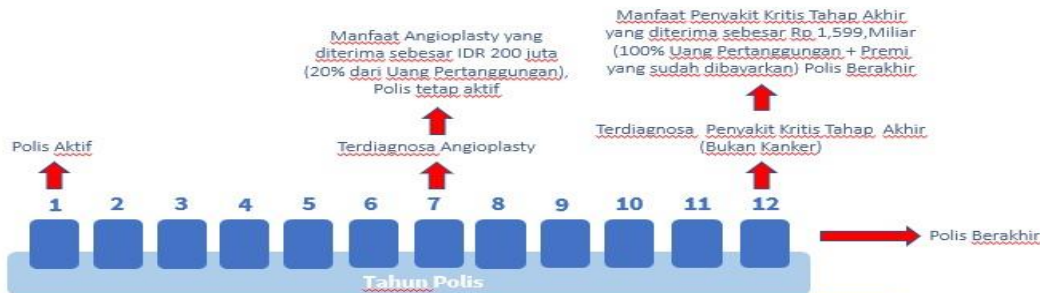 Manfaat Angioplasty yang
diterima sebesar IDR 200 juta
(20% dari Uang Pertanggungan),
Polis tetap aktif
Manfaat Penyakit Kritis Tahap Akhir
yang diterima sebesar Rp 1,599,Miliar
(100% Uang Pertanggungan + Premi
yang sudah dibayarkan) Polis Berakhir
Polis Aktif
Terdiagnosa Angioplasty
Terdiagnosa Penyakit Kritis Tahap Akhir
(Bukan Kanker)
1 2 3 4 5 6 7 8 9 10 11 12
Polis Berakhir
Tahun Polis